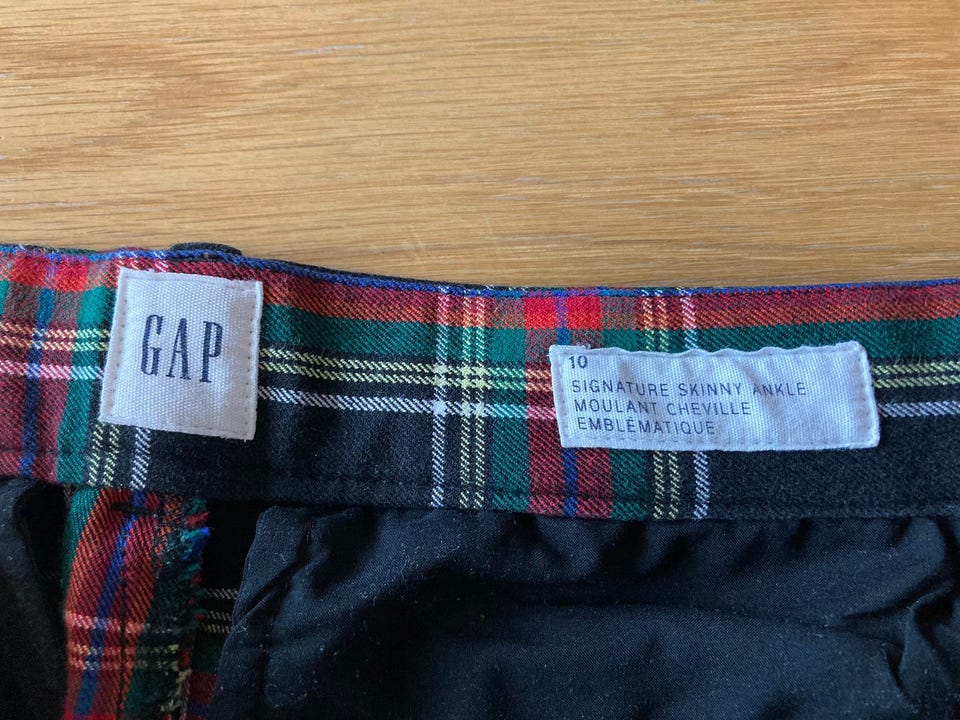 GAP
10
SIGNATURE SKINNY ANKLE
MOULANT CHEVILLE
EMBLÉMATIQUE